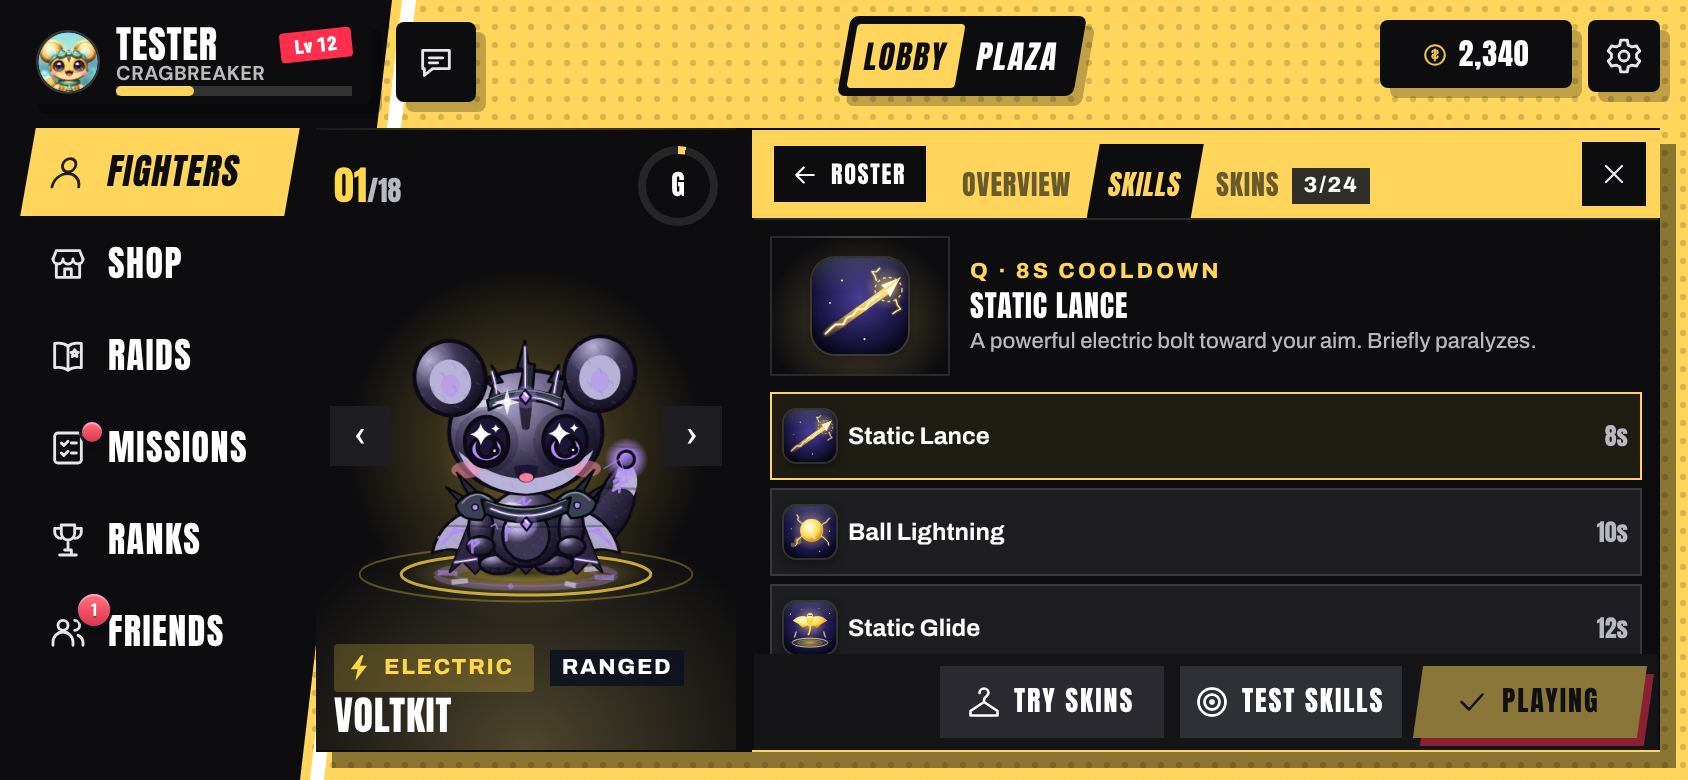 TESTER
Lv 12
CRAGBREAKER
LOBBY
PLAZA
2,340
FIGHTERS
SHOP
RAIDS
MISSIONS
RANKS
1
FRIENDS
01/18
G
ELECTRIC
RANGED
VOLTKIT
ROSTER
OVERVIEW
SKILLS
SKINS
3/24
Q · 8S COOLDOWN
STATIC LANCE
A powerful electric bolt toward your aim. Briefly paralyzes.
Static Lance
8s
Ball Lightning
10s
Static Glide
12s
TRY SKINS
TEST SKILLS
PLAYING